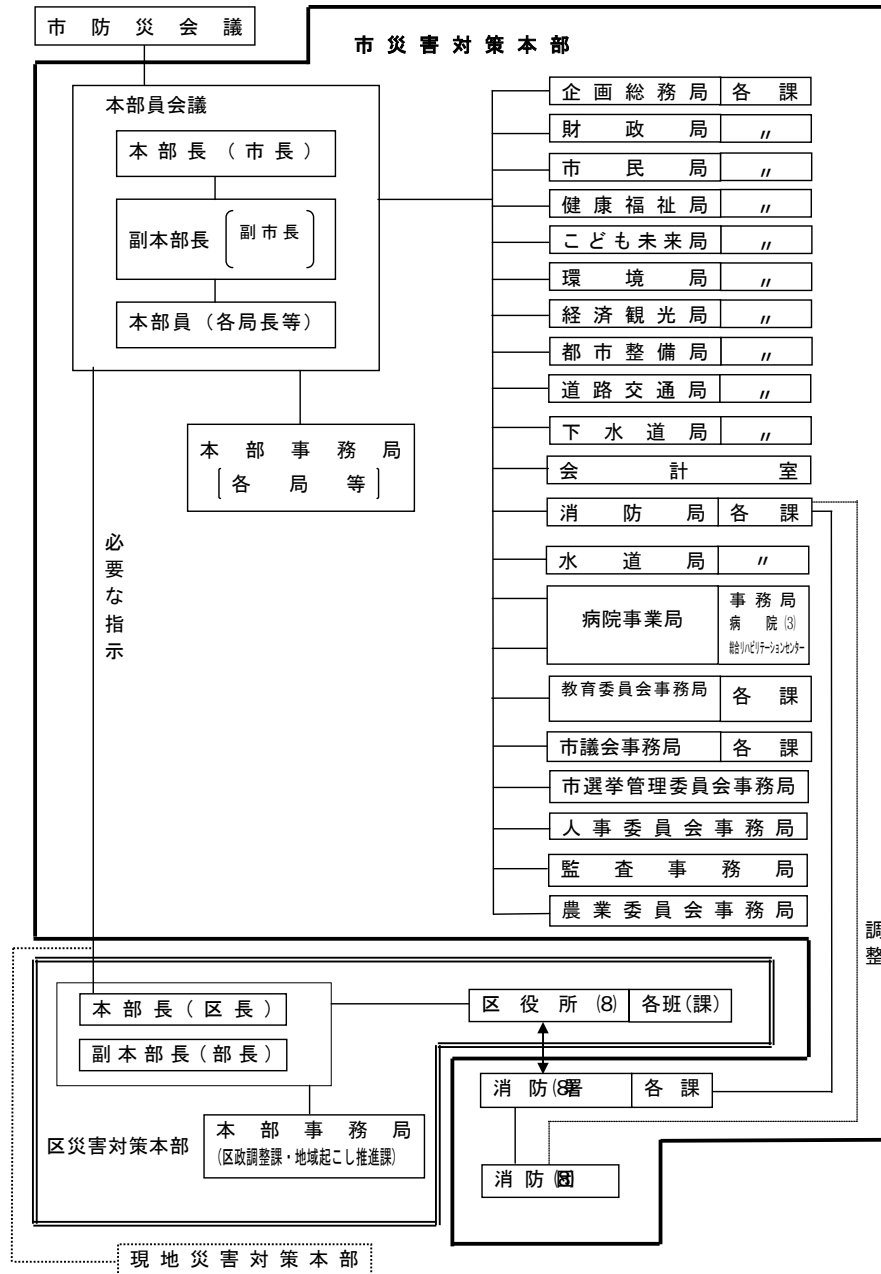 市防災会議
市災害対策本部
本部員会議
本部長（市長）
副本部長 副市長
本部員（各局長等）
本部事務局
各局等
必要な指示
企画総務局 各課
財政局 〃
市民局 〃
健康福祉局 〃
こども未来局 〃
環境局 〃
経済観光局 〃
都市整備局 〃
道路交通局 〃
下水道局 〃
会計室
消防局 各課
水道局 〃
病院事業局 事務局
病院(3)
総合リハビリテーションセンター
教育委員会事務局 各課
市議会事務局 各課
市選挙管理委員会事務局
人事委員会事務局
監査事務局
農業委員会事務局
調整
本部長（区長）
副本部長（部長）
区役所(8) 各班(課)
消防署(8) 各課
区災害対策本部
本部事務局
(区政調整課・地域起こし推進課)
消防団(8)
現地災害対策本部